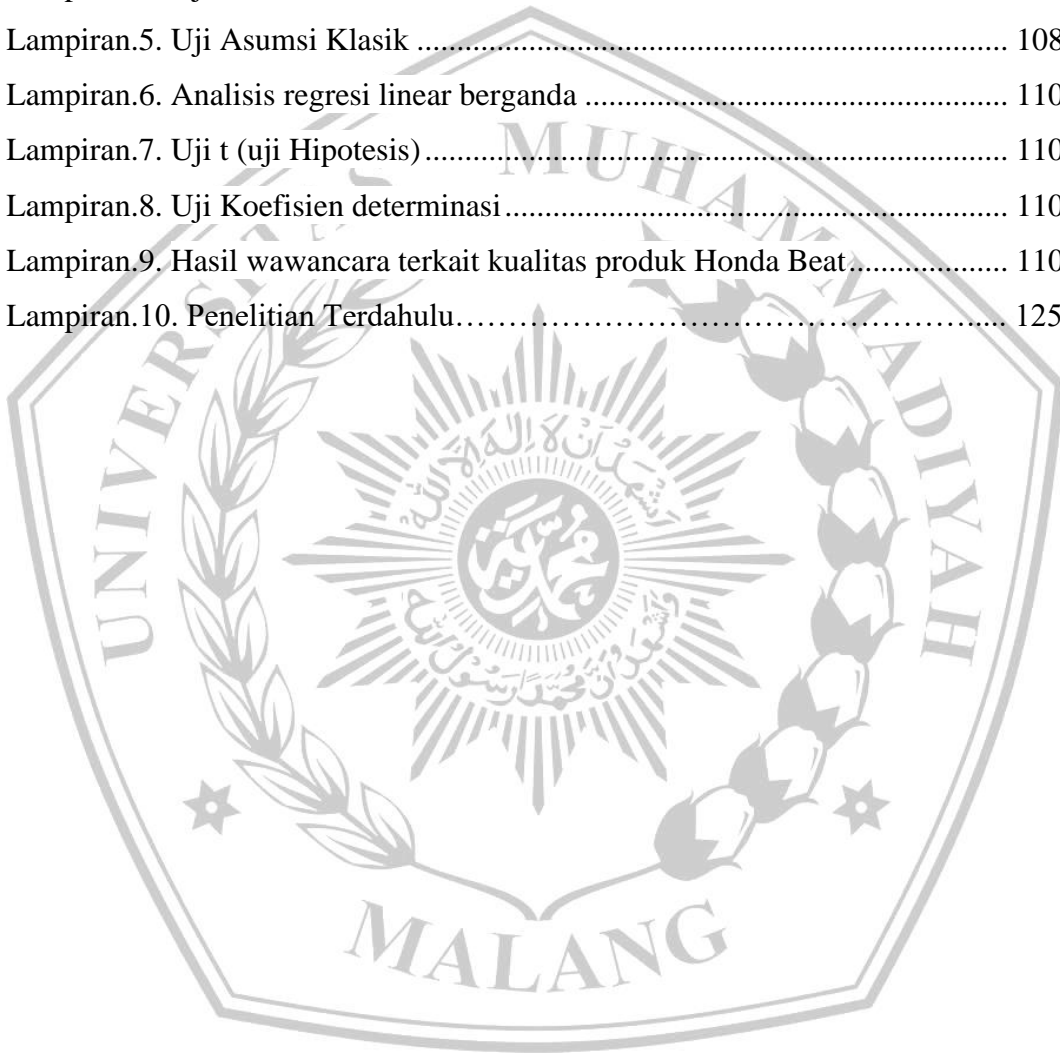 Lampiran.5. Uji Asumsi Klasik ........................................................................ 108
Lampiran.6. Analisis regresi linear berganda .................................................... 110
Lampiran.7. Uji t (uji Hipotesis) ....................................................................... 110
Lampiran.8. Uji Koefisien determinasi .............................................................. 110
Lampiran.9. Hasil wawancara terkait kualitas produk Honda Beat................... 110
Lampiran.10. Penelitian Terdahulu…………………………………………..... 125
UNIVERSITAS MUHAMMADIYAH
MALANG